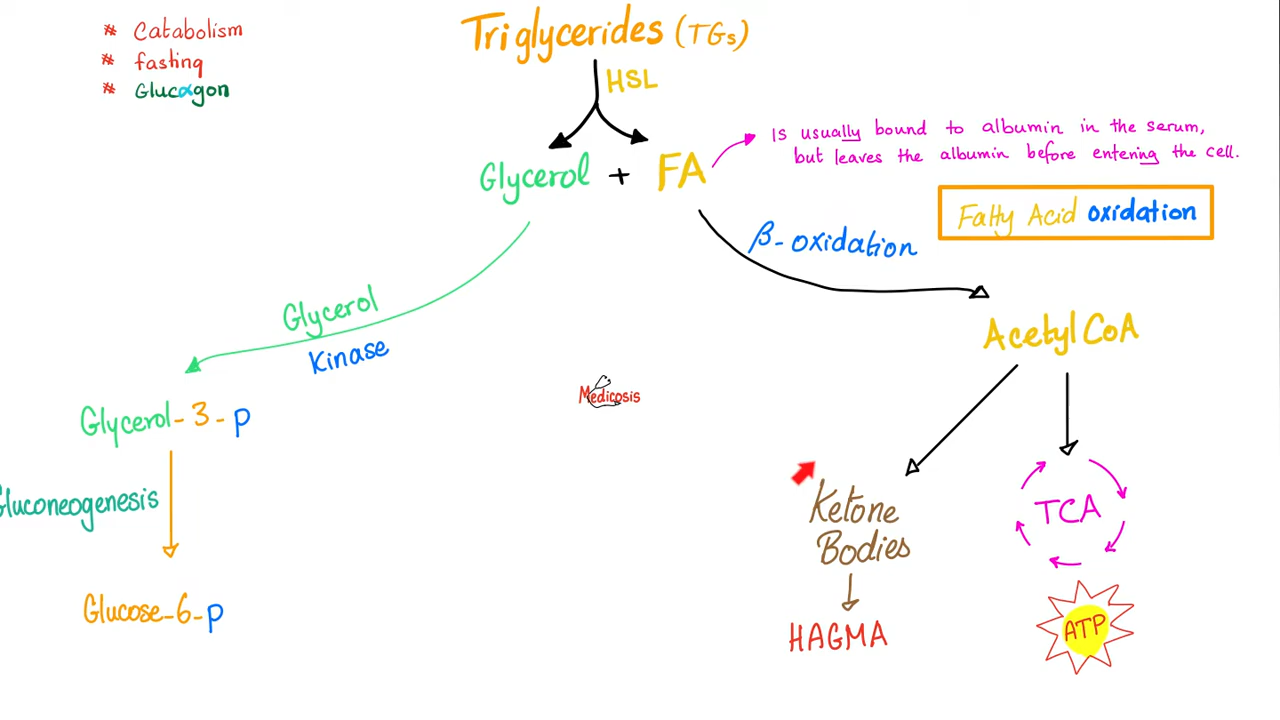 # Catabolism
# fasting
# Glucagon
Triglycerides (TGs)
HSL
Glycerol + FA
Is usually bound to albumin in the serum,
but leaves the albumin before entering the cell.
Fatty Acid oxidation
β-oxidation
Acetyl CoA
Glycerol
Kinase
Glycerol-3-p
Gluconeogenesis
Glucose-6-p
Medicosis
Ketone
Bodies
HAGMA
TCA
ATP